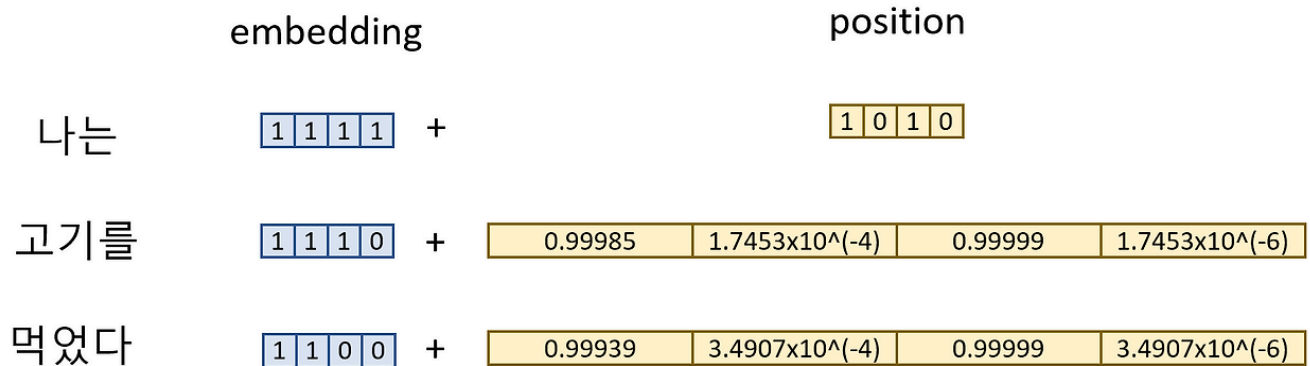 embedding position
나는 1 1 1 1 + 1 0 1 0
고기를 1 1 1 0 + 0.99985 1.7453x10^(-4) 0.99999 1.7453x10^(-6)
먹었다 1 1 0 0 + 0.99939 3.4907x10^(-4) 0.99999 3.4907x10^(-6)